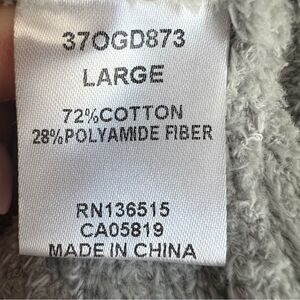 37OGD873
LARGE
72%COTTON
28%POLYAMIDE FIBER
RN136515
CA05819
MADE IN CHINA